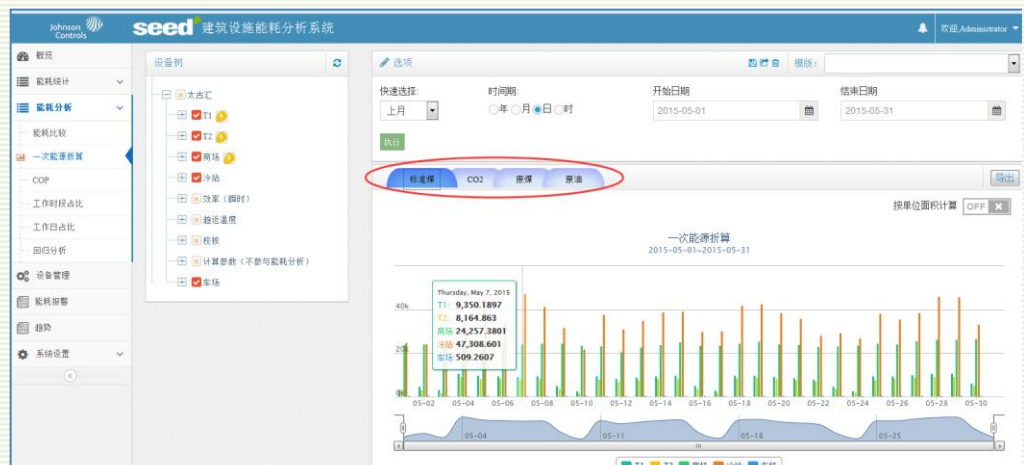 Johnson Controls
seed 建筑设施能耗分析系统
欢迎,Administrator
概览
能耗统计
能耗分析
能耗比较
一次能源折算
COP
工作时段占比
工作日占比
回归分析
设备管理
能耗报警
趋势
系统设置
设备树
太古汇
T1
T2
商场
冷站
效率（瞬时）
趋近温度
校核
计算参数（不参与能耗分析）
车场
选项
模版:
快速选择:
时间期:
开始日期
结束日期
上月
年 月 日 时
2015-05-01
2015-05-31
执行
标准煤 CO2 原煤 原油
导出
按单位面积计算 OFF
一次能源折算
2015-05-01~2015-05-31
Thursday, May 7, 2015
T1: 9,350.1897
T2: 8,164.863
商场: 24,257.3801
冷站: 47,308.601
车场: 509.2607
40k
20k
0k
05-02 05-04 05-06 05-08 05-10 05-12 05-14 05-16 05-18 05-20 05-22 05-24 05-26 05-28 05-30
05-04 05-11 05-18 05-25
T1 T2 商场 冷站 车场